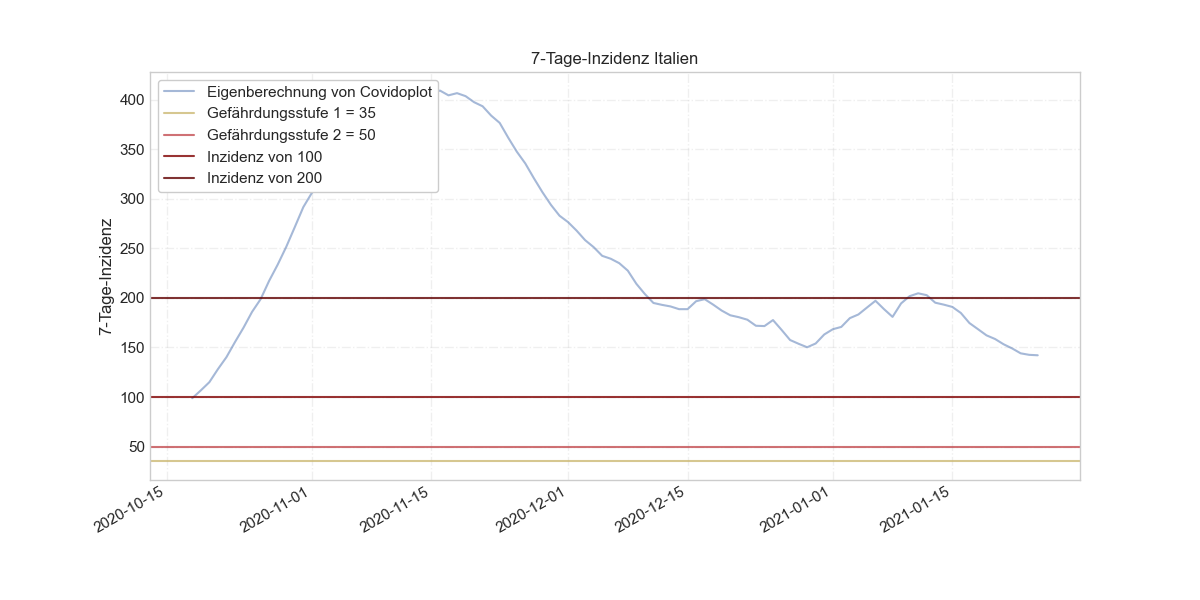 7-Tage-Inzidenz Italien
Eigenberechnung von Covidoplot
Gefährdungsstufe 1 = 35
Gefährdungsstufe 2 = 50
Inzidenz von 100
Inzidenz von 200
7-Tage-Inzidenz
400
350
300
250
200
150
100
50
2020-10-15
2020-11-01
2020-11-15
2020-12-01
2020-12-15
2021-01-01
2021-01-15